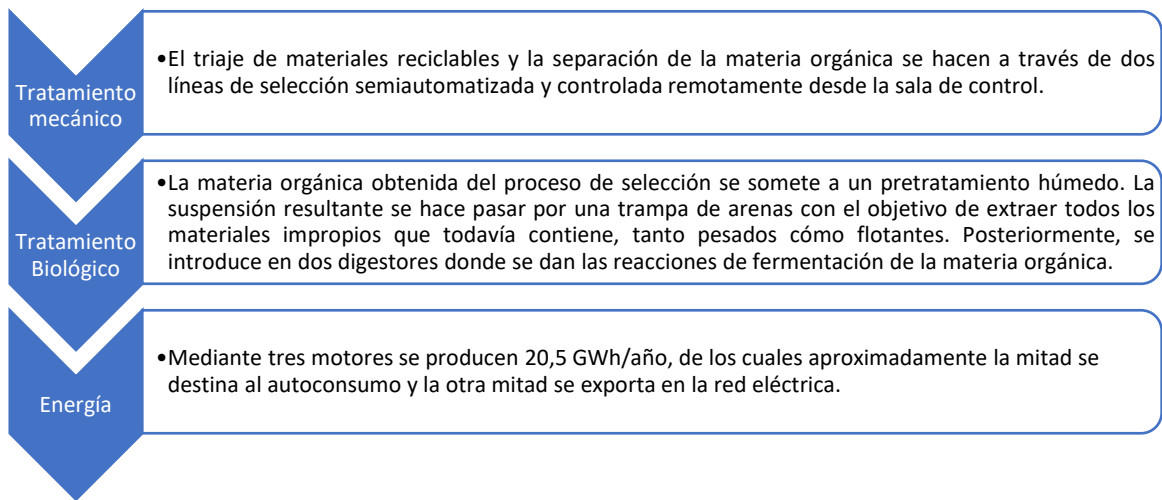 Tratamiento
mecánico
•El triaje de materiales reciclables y la separación de la materia orgánica se hacen a través de dos
líneas de selección semiautomatizada y controlada remotamente desde la sala de control.
Tratamiento
Biológico
•La materia orgánica obtenida del proceso de selección se somete a un pretratamiento húmedo. La
suspensión resultante se hace pasar por una trampa de arenas con el objetivo de extraer todos los
materiales impropios que todavía contiene, tanto pesados cómo flotantes. Posteriormente, se
introduce en dos digestores donde se dan las reacciones de fermentación de la materia orgánica.
Energía
•Mediante tres motores se producen 20,5 GWh/año, de los cuales aproximadamente la mitad se
destina al autoconsumo y la otra mitad se exporta en la red eléctrica.